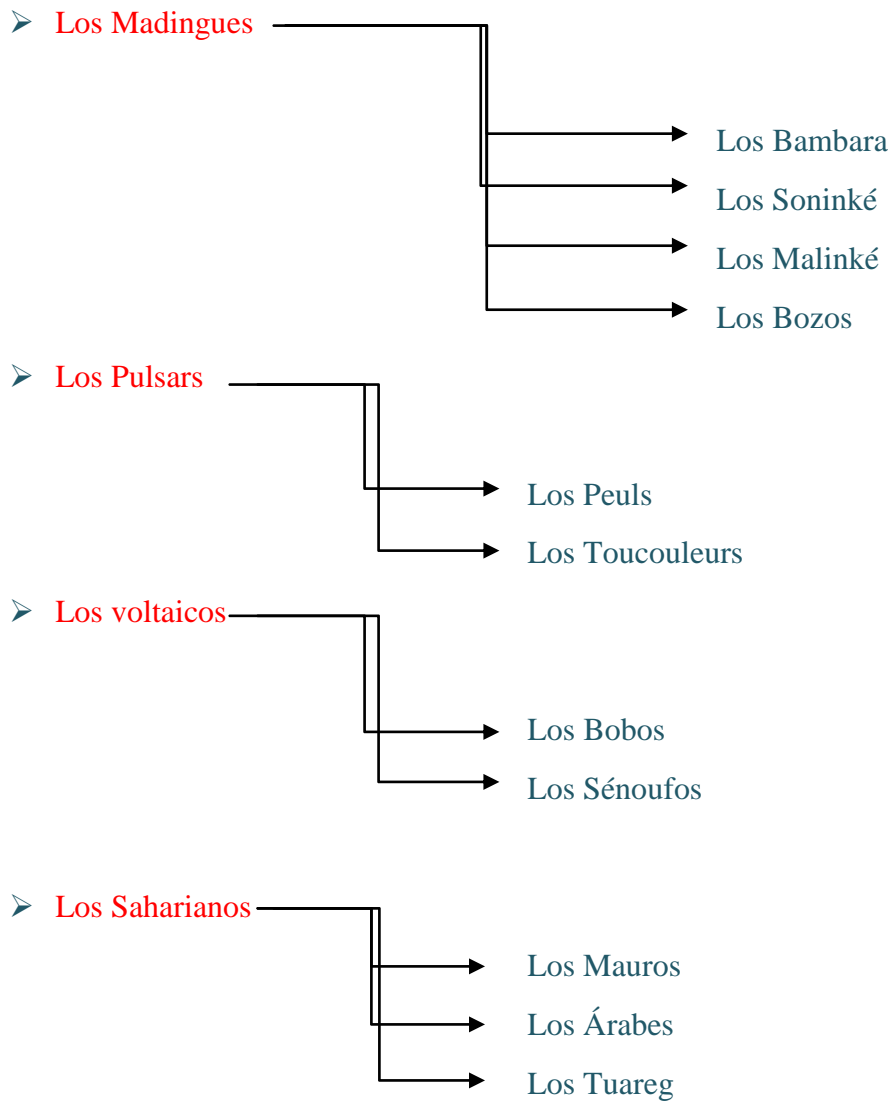 ➢ Los Madingues
Los Bambara
Los Soninké
Los Malinké
Los Bozos
➢ Los Pulsars
Los Peuls
Los Toucouleurs
➢ Los voltaicos
Los Bobos
Los Sénoufos
➢ Los Saharianos
Los Mauros
Los Árabes
Los Tuareg